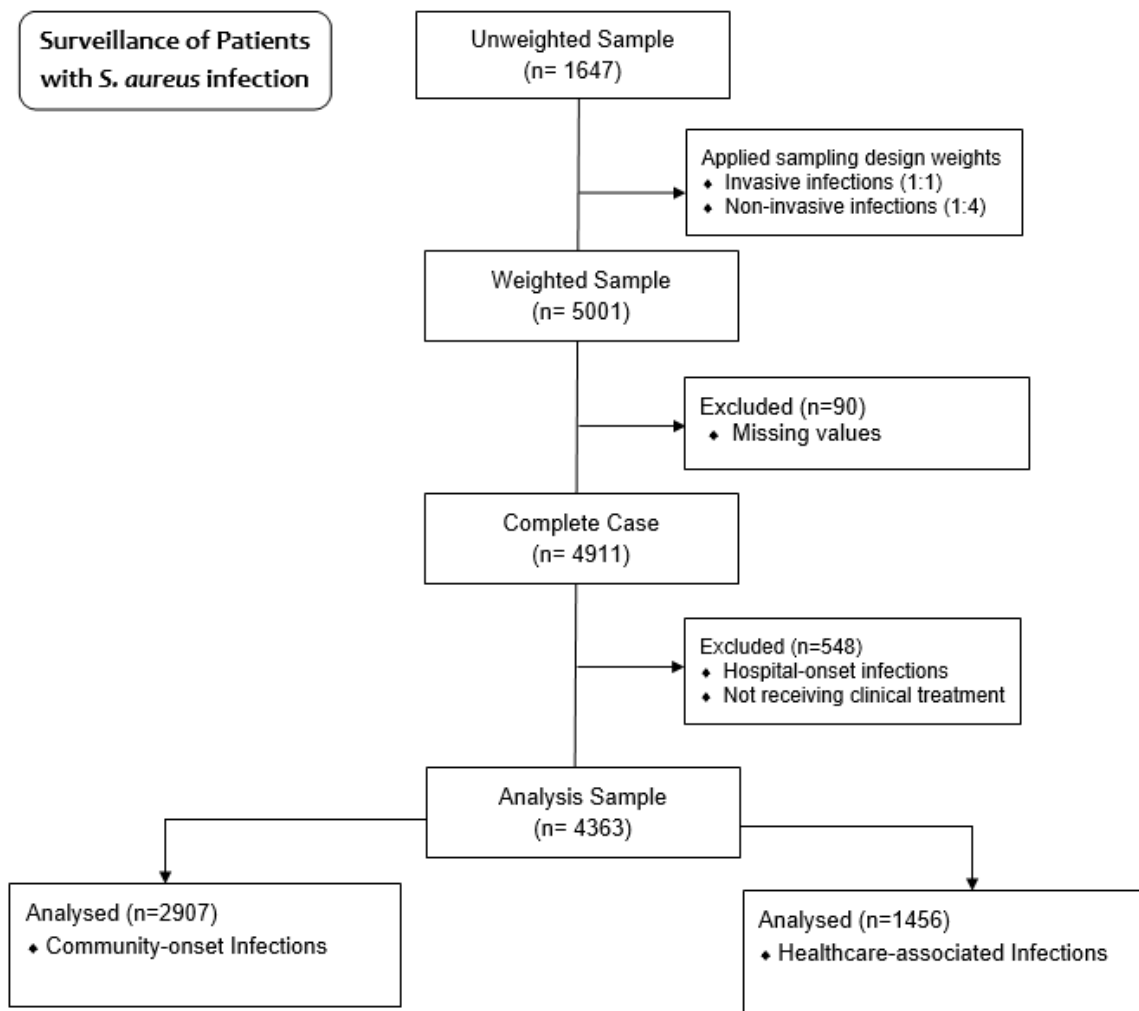 Surveillance of Patients
with S. aureus infection
Unweighted Sample
(n= 1647)
Applied sampling design weights
⬥ Invasive infections (1:1)
⬥ Non-invasive infections (1:4)
Weighted Sample
(n= 5001)
Excluded (n=90)
⬥ Missing values
Complete Case
(n= 4911)
Excluded (n=548)
⬥ Hospital-onset infections
⬥ Not receiving clinical treatment
Analysis Sample
(n= 4363)
Analysed (n=2907)
⬥ Community-onset Infections
Analysed (n=1456)
⬥ Healthcare-associated Infections